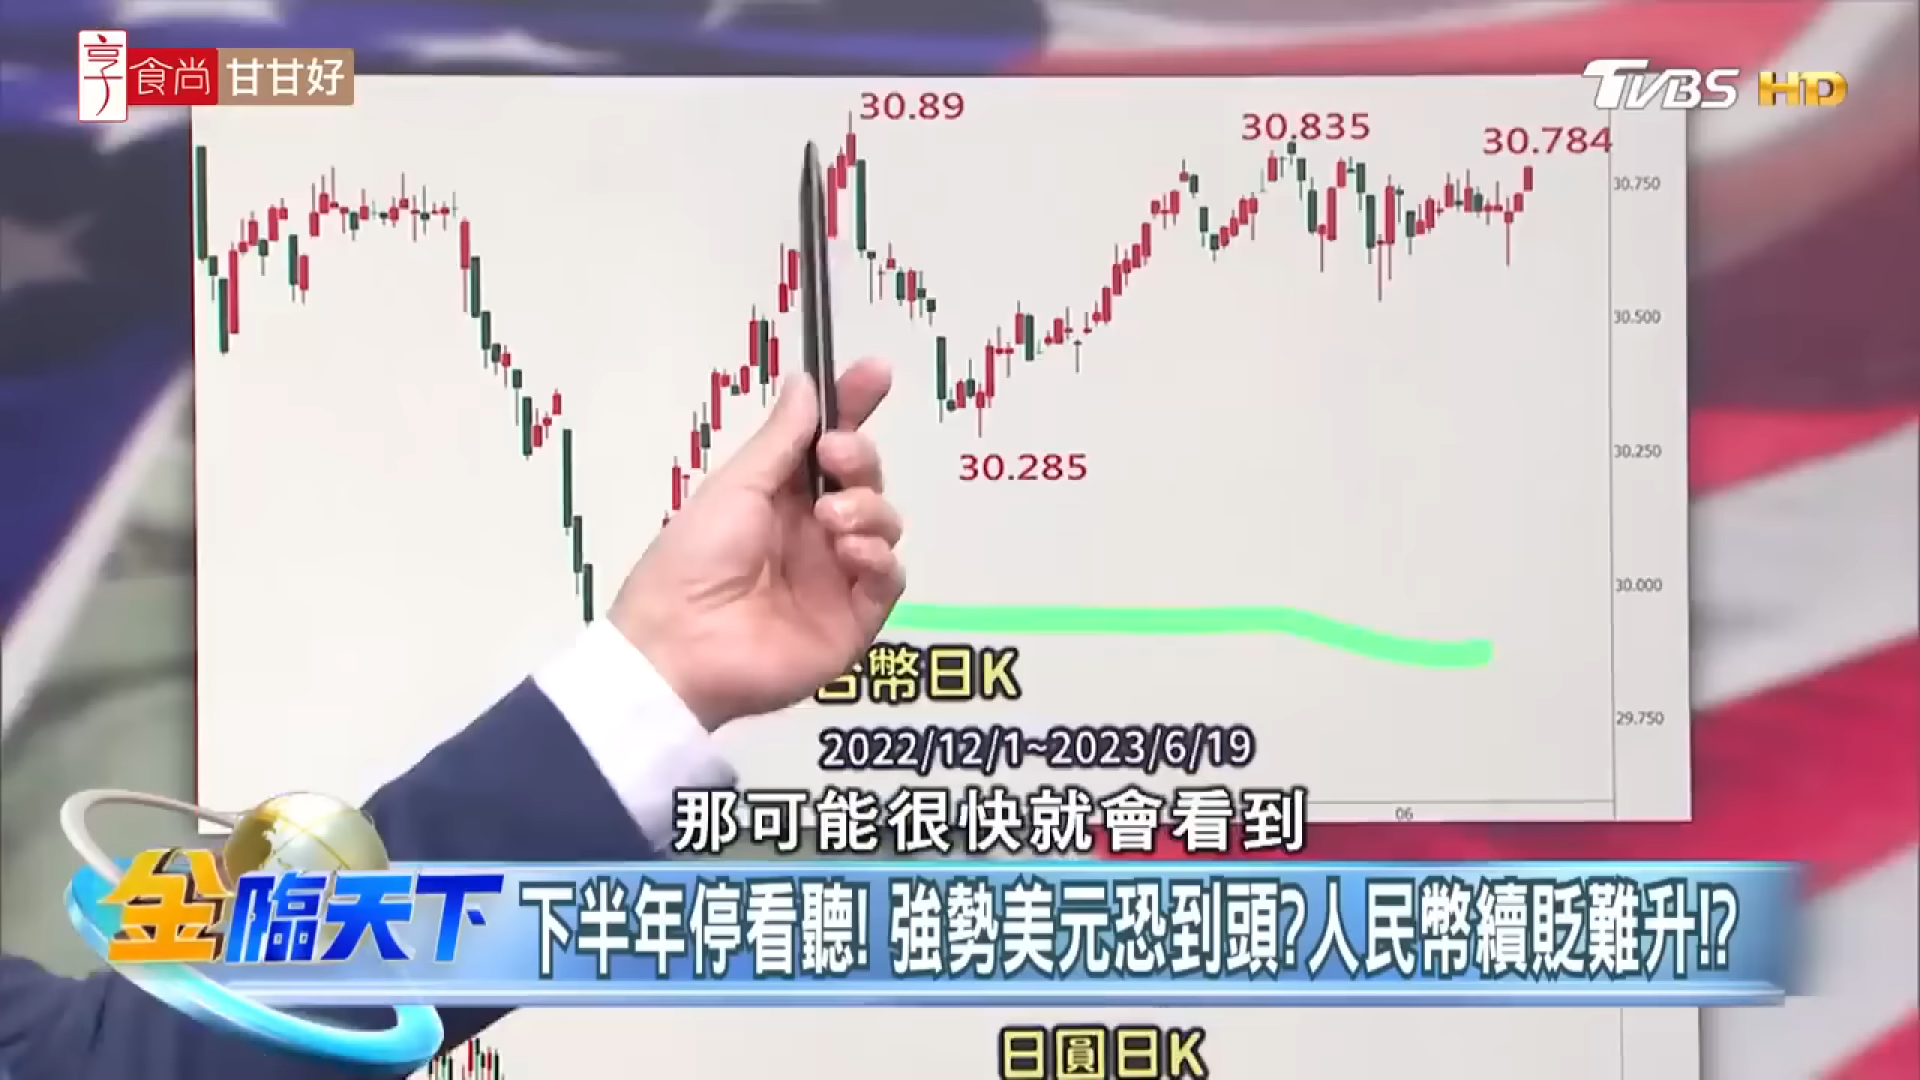 享食尚 甘甘好
TVBS HD
30.89
30.835
30.784
30.750
30.500
30.285
30.250
30.000
29.750
台幣日K
2022/12/1~2023/6/19
06
那可能很快就會看到
金臨天下
下半年停看聽! 強勢美元恐到頭?人民幣續貶難升!?
日圓日K